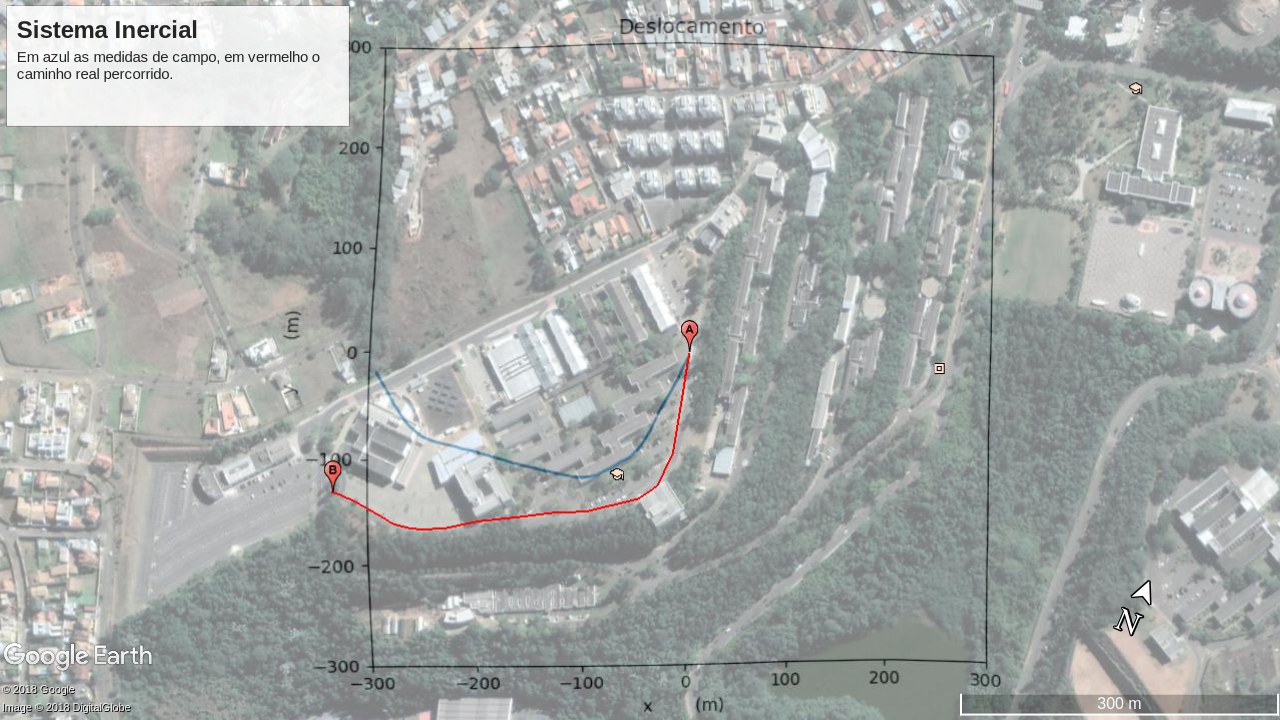 Sistema Inercial
Em azul as medidas de campo, em vermelho o
caminho real percorrido.
Deslocamento
300
200
100
(m)
0
−100
−200
−300
A
B
−300 −200 −100 0 100 200 300
x (m)
N
Google Earth
© 2018 Google
Image © 2018 DigitalGlobe
300 m